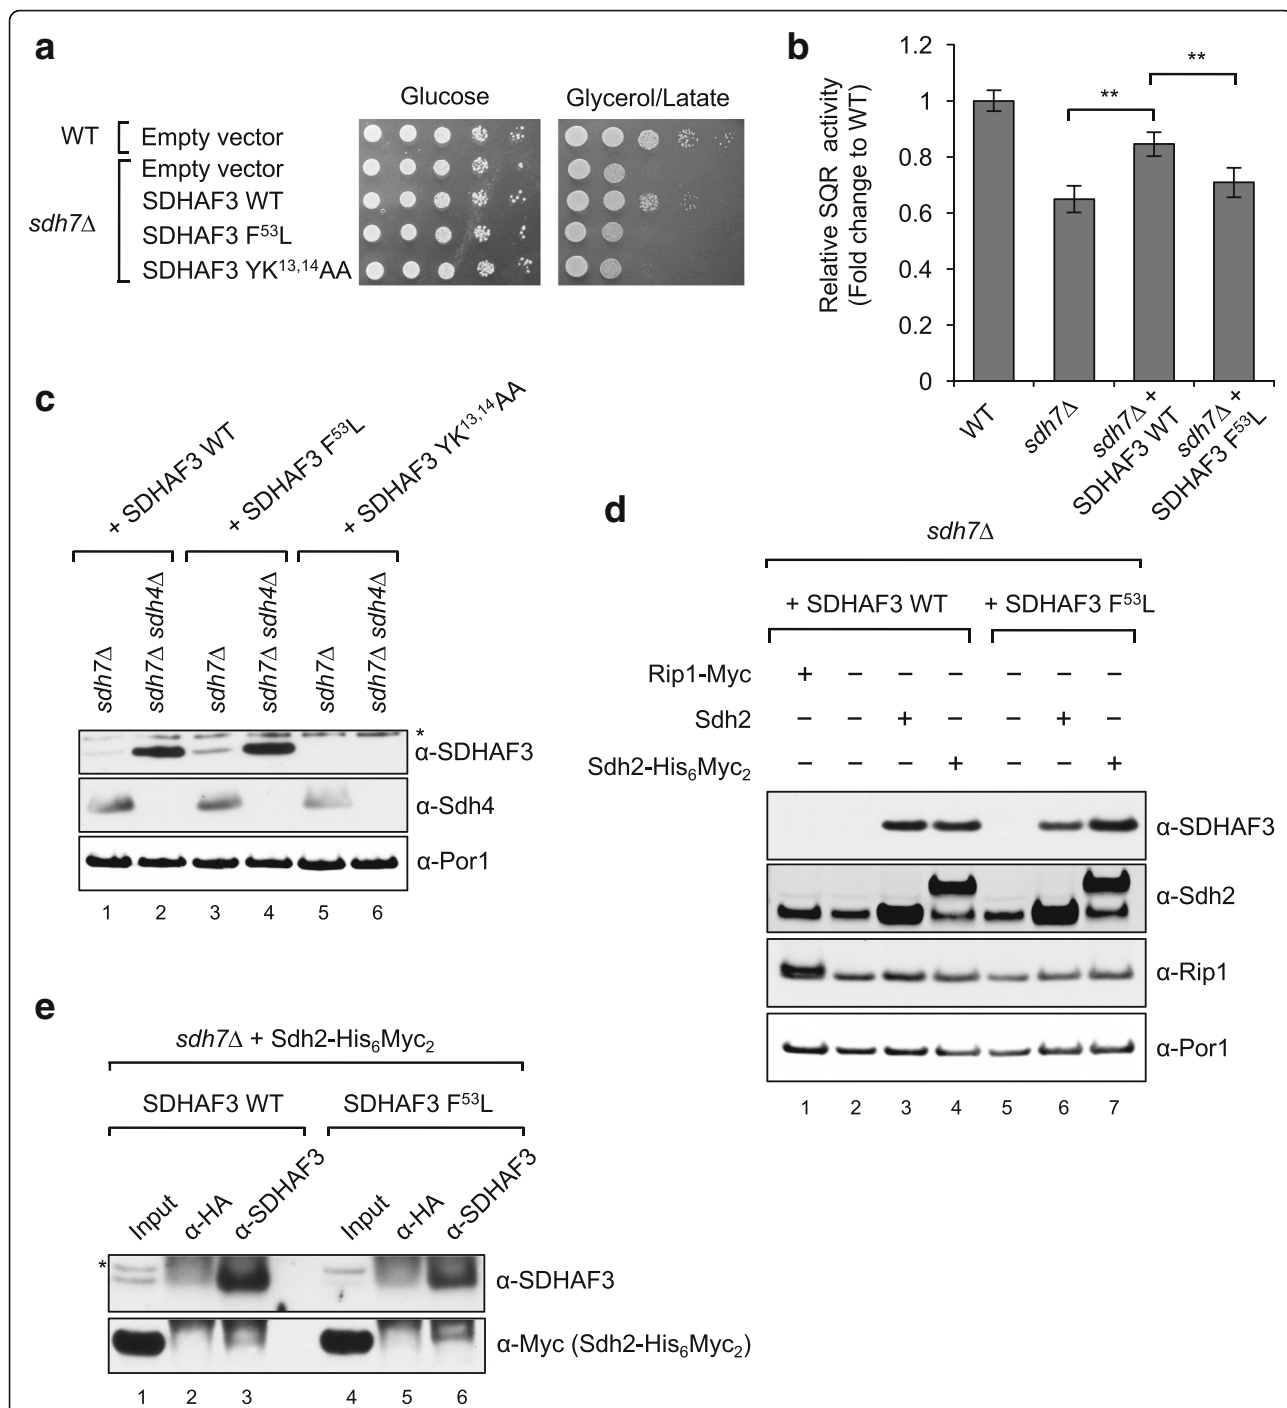 a
Glucose
Glycerol/Latate
WT
Empty vector
sdh7Δ
Empty vector
SDHAF3 WT
SDHAF3 F⁵³L
SDHAF3 YK¹³,¹⁴AA
b
Relative SQR activity
(Fold change to WT)
1.2
1
0.8
0.6
0.4
0.2
0
**
**
WT
sdh7Δ
sdh7Δ +
SDHAF3 WT
sdh7Δ +
SDHAF3 F⁵³L
c
+ SDHAF3 WT
+ SDHAF3 F⁵³L
+ SDHAF3 YK¹³,¹⁴AA
sdh7Δ
sdh7Δ sdh4Δ
sdh7Δ
sdh7Δ sdh4Δ
sdh7Δ
sdh7Δ sdh4Δ
*
α-SDHAF3
α-Sdh4
α-Por1
1 2 3 4 5 6
d
sdh7Δ
+ SDHAF3 WT
+ SDHAF3 F⁵³L
Rip1-Myc + – – – – – –
Sdh2 – – + – – + –
Sdh2-His₆Myc₂ – – – + – – +
α-SDHAF3
α-Sdh2
α-Rip1
α-Por1
1 2 3 4 5 6 7
e
sdh7Δ + Sdh2-His₆Myc₂
SDHAF3 WT
SDHAF3 F⁵³L
Input
α-HA
α-SDHAF3
Input
α-HA
α-SDHAF3
*
α-SDHAF3
α-Myc (Sdh2-His₆Myc₂)
1 2 3 4 5 6